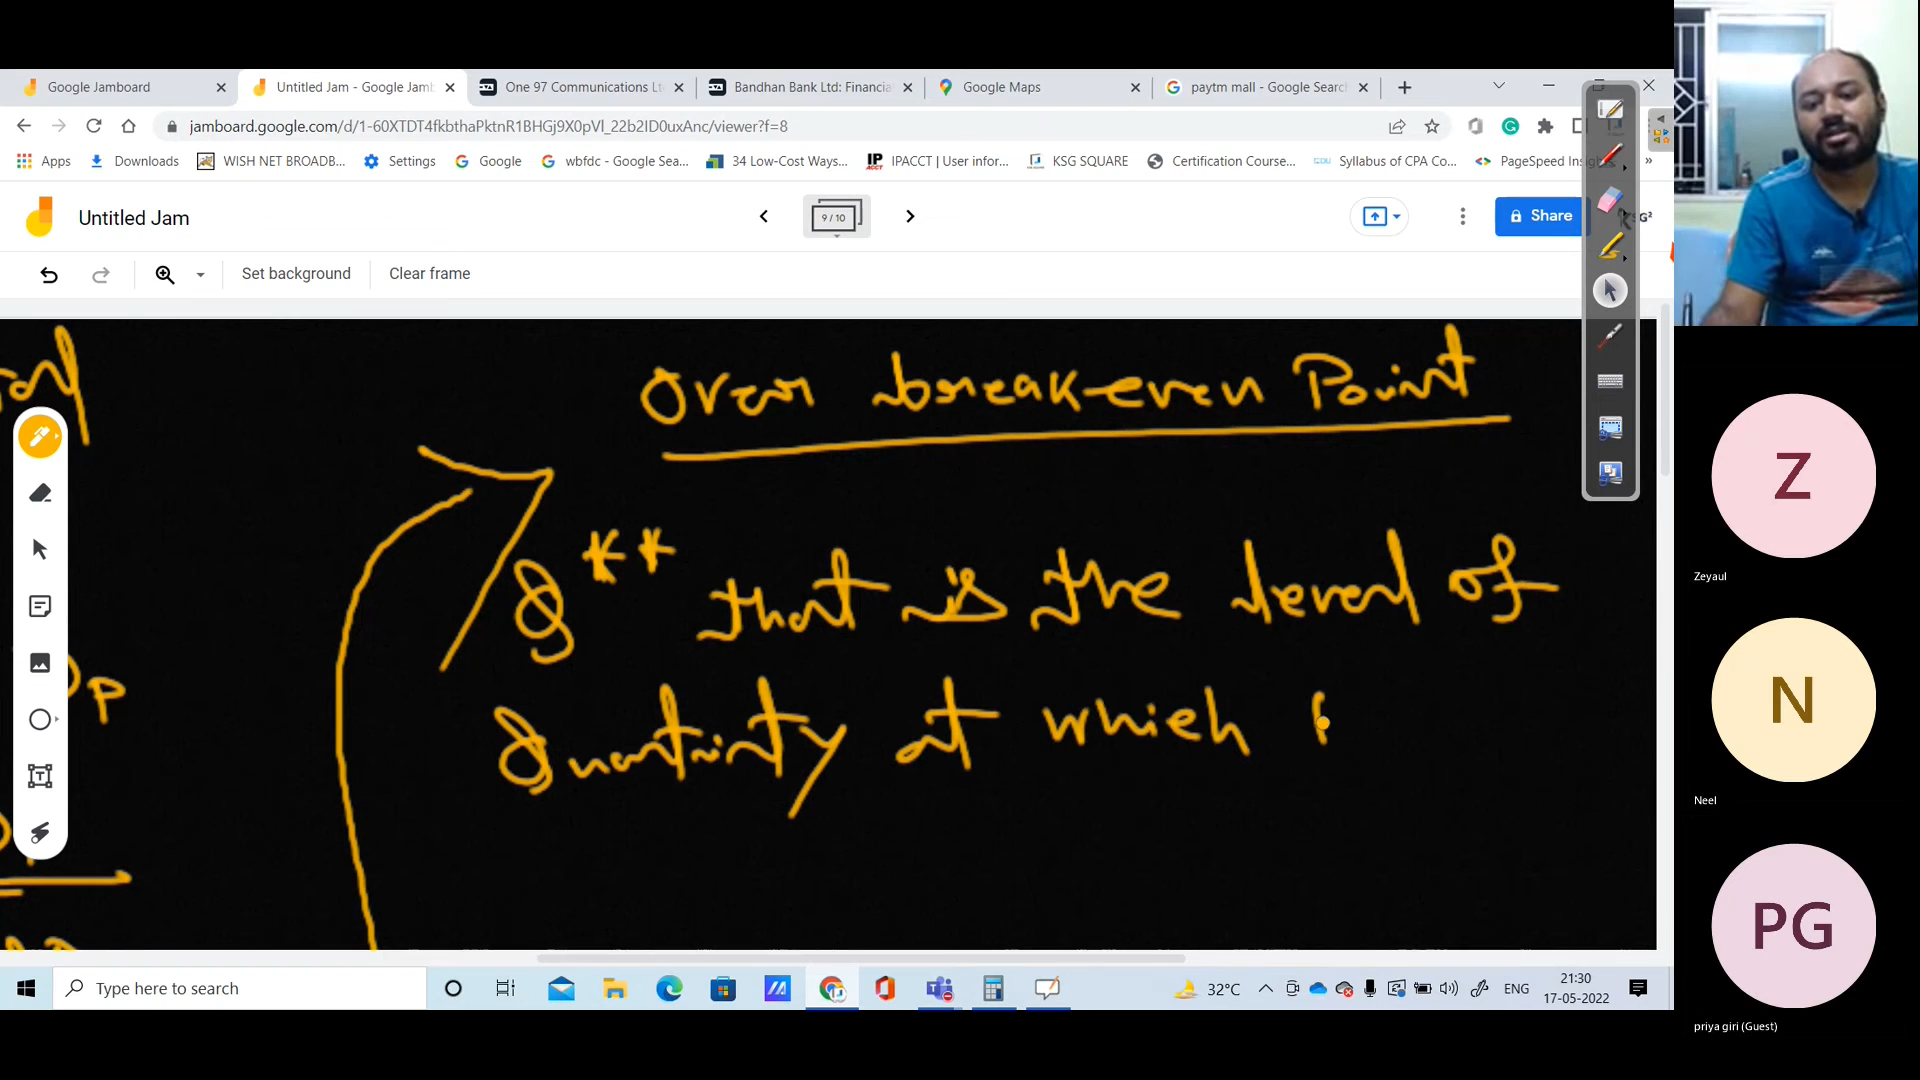 Google Jamboard
Untitled Jam - Google Jamb
One 97 Communications Lt
Bandhan Bank Ltd: Financia
Google Maps
paytm mall - Google Search
jamboard.google.com/d/1-60XTDT4fkbthaPktnR1BHGj9X0pVl_22b2ID0uxAnc/viewer?f=8
Apps
Downloads
WISH NET BROADB...
Settings
Google
wbfdc - Google Sea...
34 Low-Cost Ways...
IPACCT | User infor...
KSG SQUARE
Certification Course...
Syllabus of CPA Co...
PageSpeed Insig
Untitled Jam
9 / 10
Share
Set background
Clear frame
Over break-even Point
Q** that is the level of
Quantity at which
Type here to search
32°C
ENG
21:30
17-05-2022
Z
Zeyaul
N
Neel
PG
priya giri (Guest)